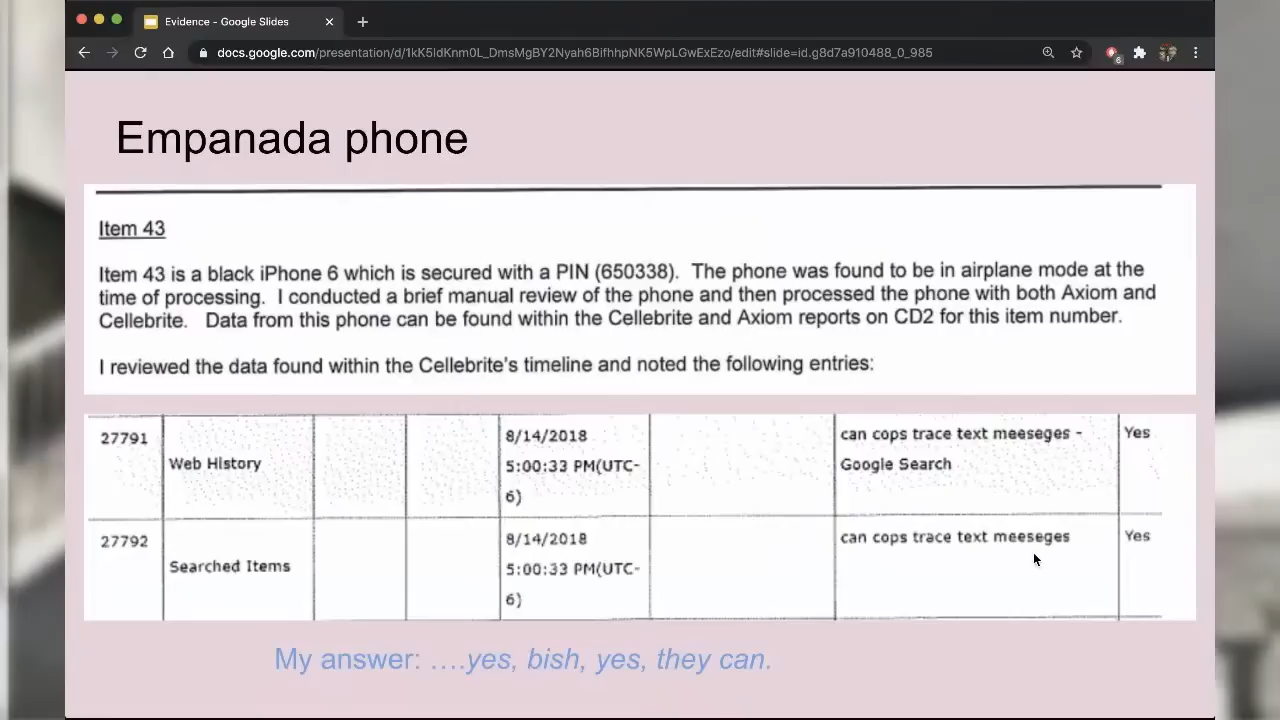 Evidence - Google Slides
docs.google.com/presentation/d/1kK5ldKnm0L_DmsMgBY2Nyah6BifhhpNK5WpLGwExEzo/edit#slide=id.g8d7a910488_0_985
6
Empanada phone
Item 43
Item 43 is a black iPhone 6 which is secured with a PIN (650338). The phone was found to be in airplane mode at the
time of processing. I conducted a brief manual review of the phone and then processed the phone with both Axiom and
Cellebrite. Data from this phone can be found within the Cellebrite and Axiom reports on CD2 for this item number.
I reviewed the data found within the Cellebrite's timeline and noted the following entries:
27791
Web History
8/14/2018
5:00:33 PM(UTC-
6)
can cops trace text meeseges -
Google Search
Yes
27792
Searched Items
8/14/2018
5:00:33 PM(UTC-
6)
can cops trace text meeseges
Yes
My answer: ....yes, bish, yes, they can.